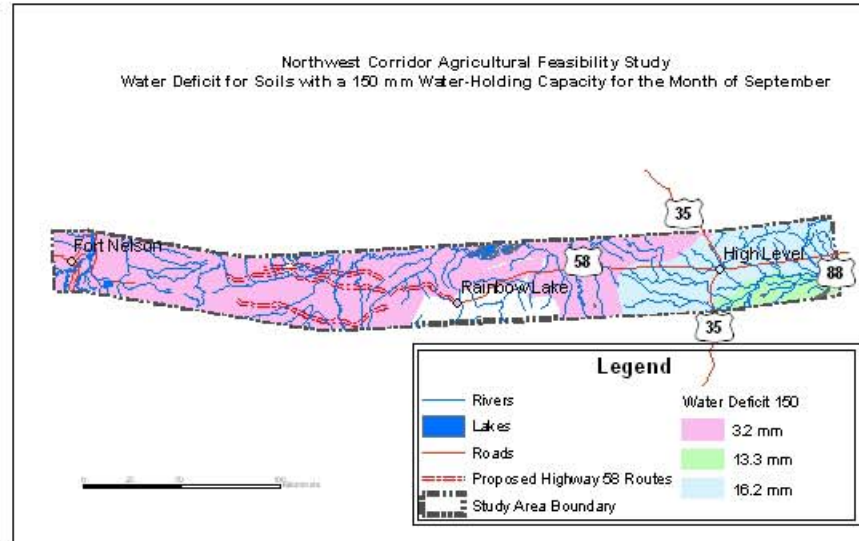 Northwest Corridor Agricultural Feasibility Study
Water Deficit for Soils with a 150 mm Water-Holding Capacity for the Month of September
35
Fort Nelson
58
High Level
88
Rainbow Lake
35
Legend
Rivers
Lakes
Roads
Proposed Highway 58 Routes
Study Area Boundary
Water Deficit 150
3.2 mm
13.3 mm
16.2 mm